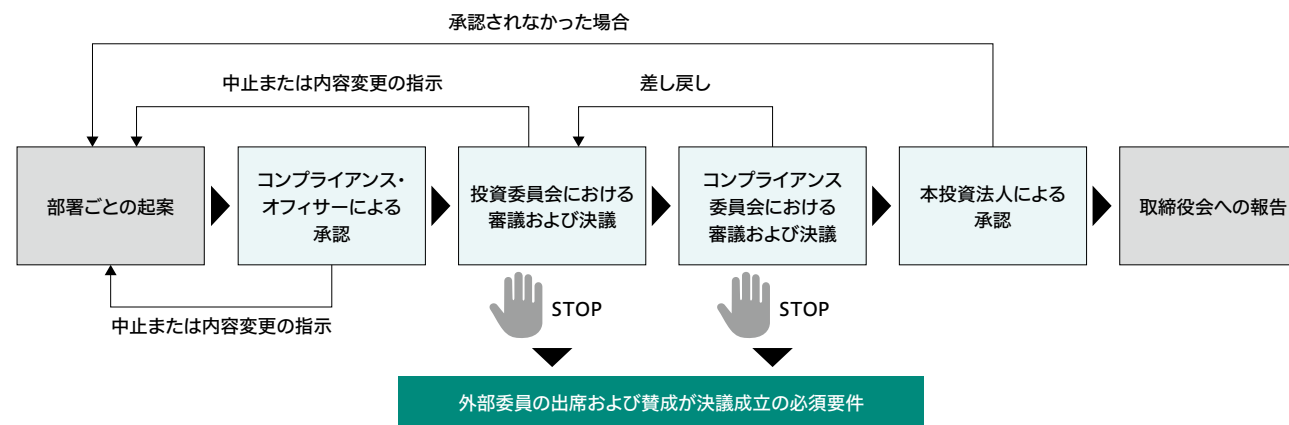 承認されなかった場合
中止または内容変更の指示
差し戻し
部署ごとの起案
コンプライアンス・
オフィサーによる
承認
投資委員会における
審議および決議
コンプライアンス
委員会における
審議および決議
本投資法人による
承認
取締役会への報告
中止または内容変更の指示
STOP
STOP
外部委員の出席および賛成が決議成立の必須要件